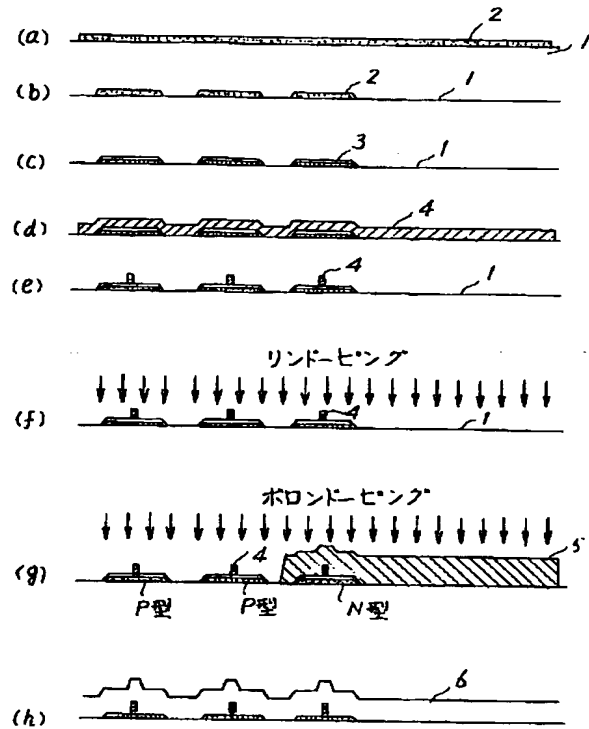 (a) 2 1
(b) 2 1
(c) 3 1
(d) 4
(e) 4 1
リンドーピング
(f) 4 1
ボロンドーピング
(g) 4 5
P型 P型 N型
(h) 6